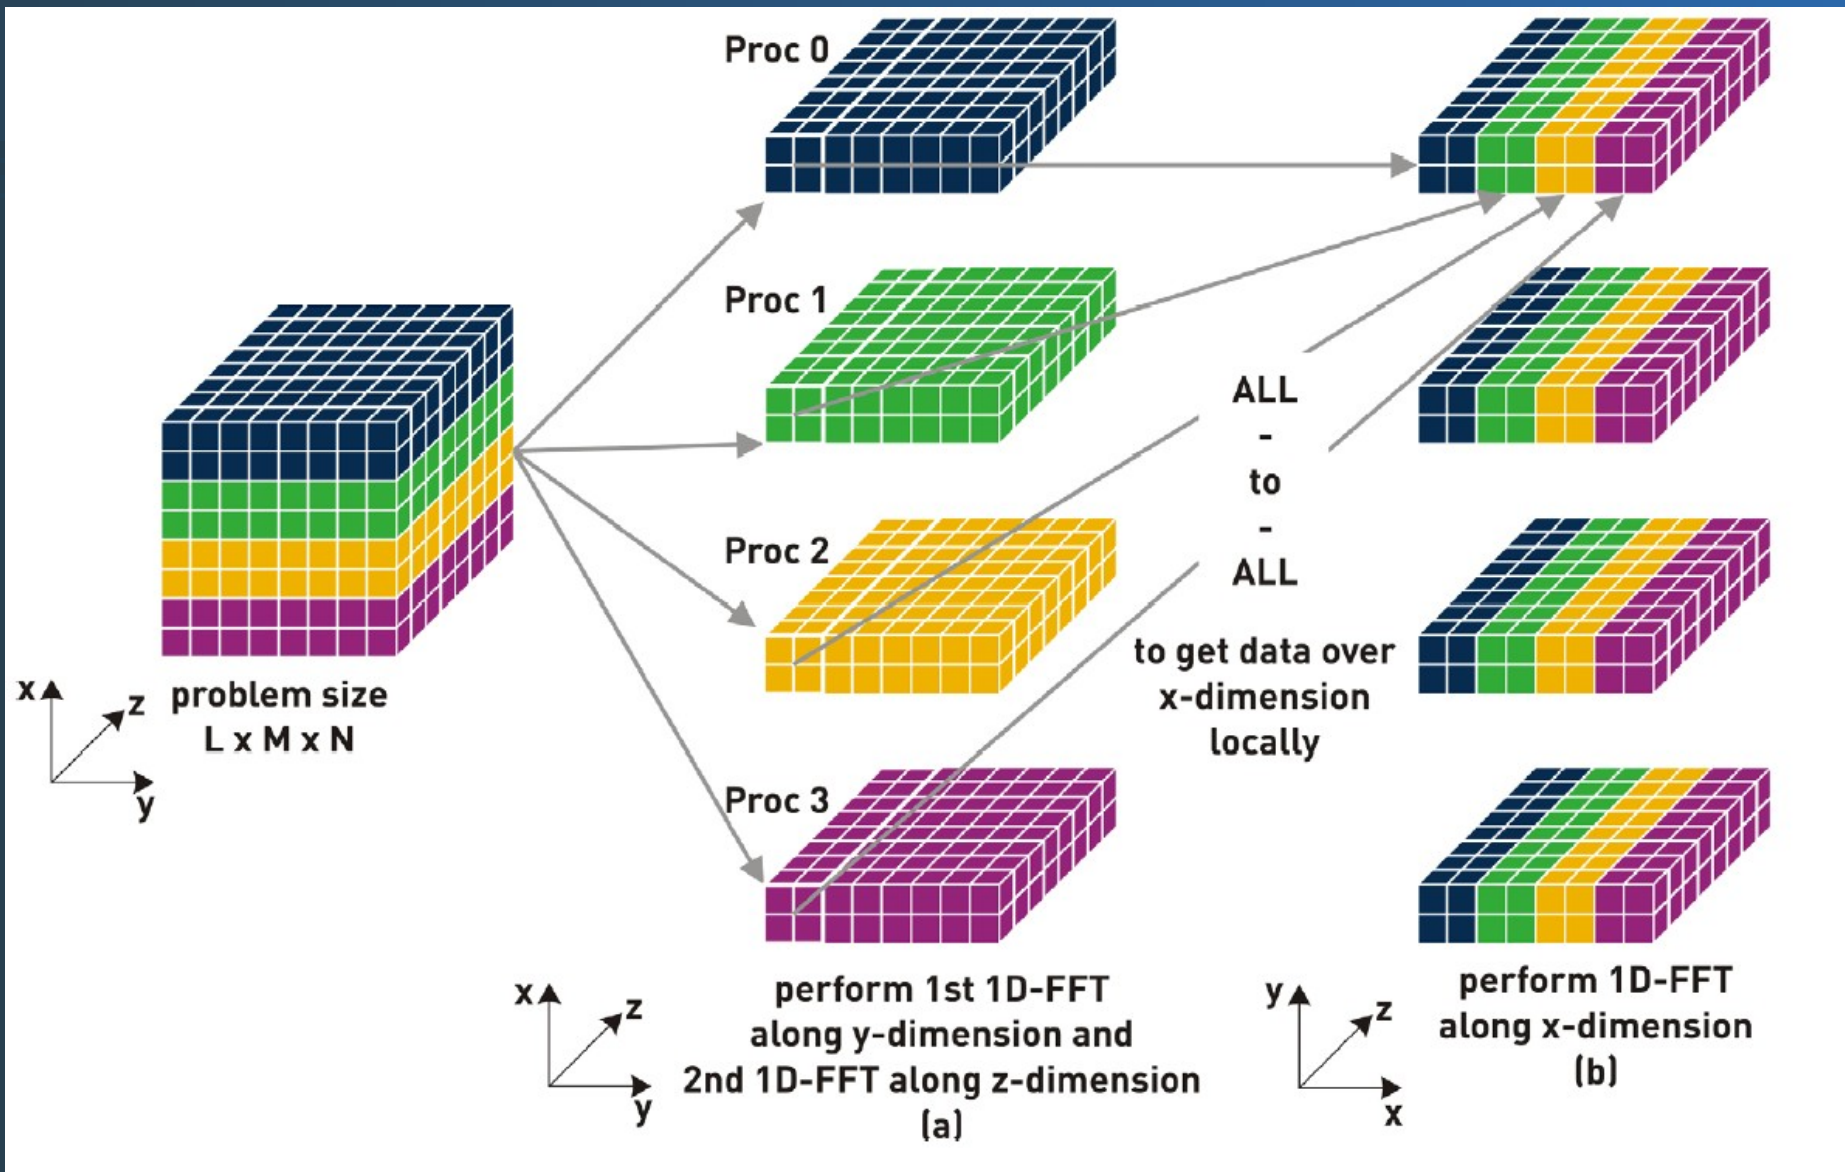 Proc 0
Proc 1
Proc 2
Proc 3
x
z
y
problem size
L x M x N
ALL
-
to
-
ALL
to get data over
x-dimension
locally
x
z
y
perform 1st 1D-FFT
along y-dimension and
2nd 1D-FFT along z-dimension
(a)
y
z
x
perform 1D-FFT
along x-dimension
(b)